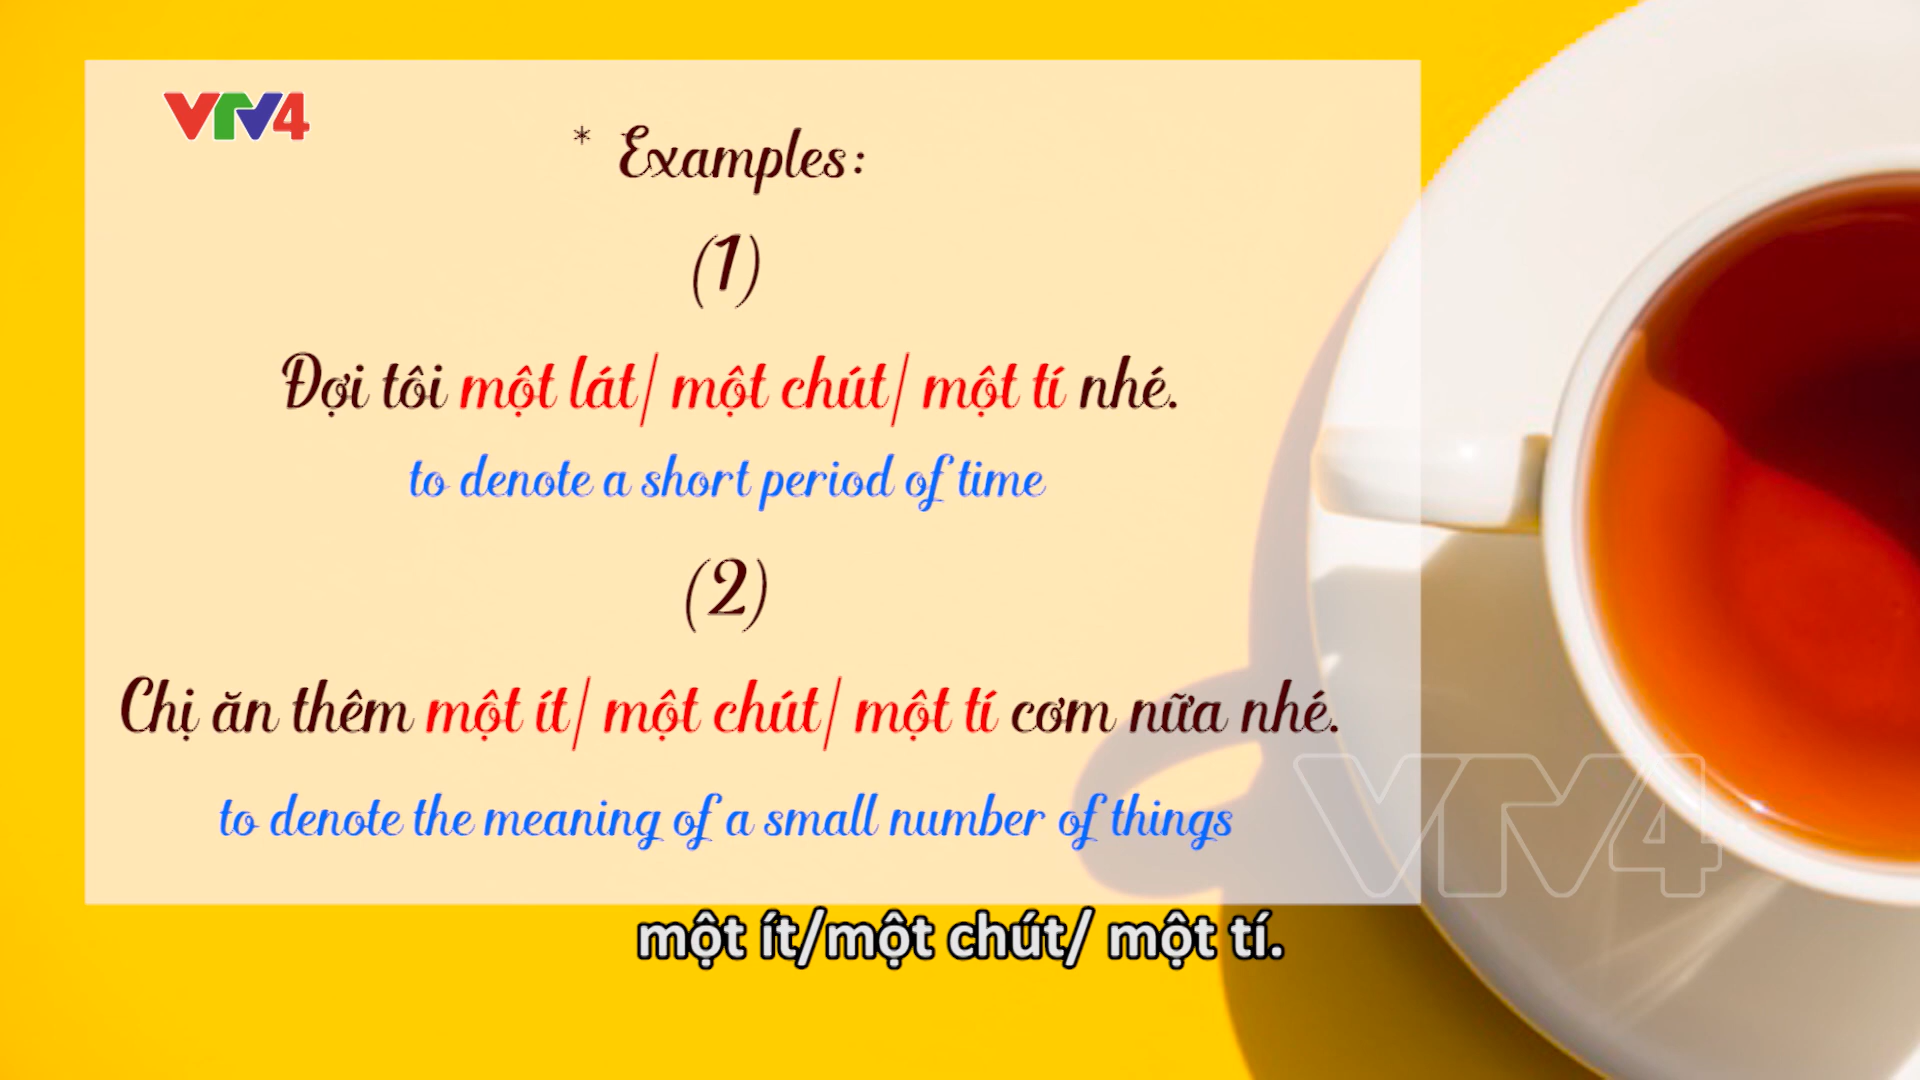 VTV4
* Examples:
(1)
Đợi tôi một lát/ một chút/ một tí nhé.
to denote a short period of time
(2)
Chị ăn thêm một ít/ một chút/ một tí cơm nữa nhé.
to denote the meaning of a small number of things
VTV4
một ít/một chút/ một tí.